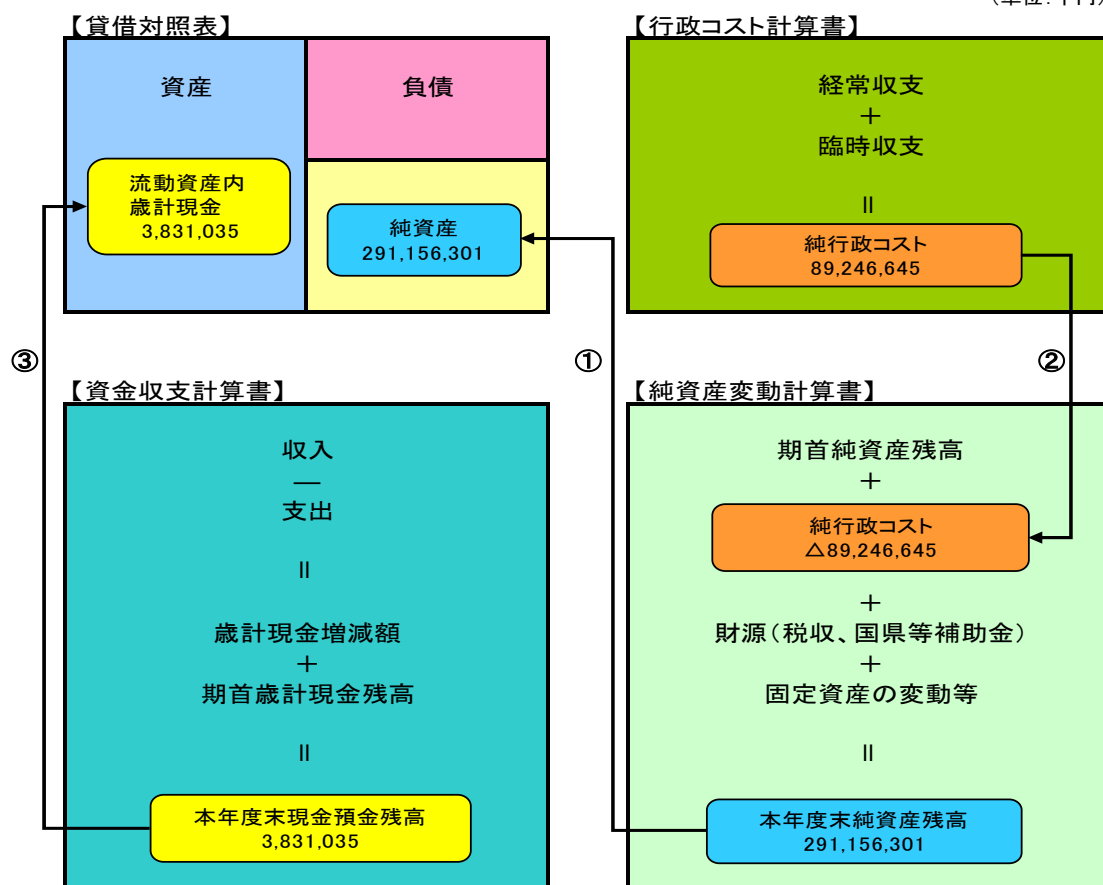 【貸借対照表】
資産
負債
流動資産内
歳計現金
3,831,035
純資産
291,156,301
【行政コスト計算書】
経常収支
＋
臨時収支
＝
純行政コスト
89,246,645
③
①
②
【資金収支計算書】
収入
―
支出
＝
歳計現金増減額
＋
期首歳計現金残高
＝
本年度末現金預金残高
3,831,035
【純資産変動計算書】
期首純資産残高
＋
純行政コスト
△89,246,645
＋
財源（税収、国県等補助金）
＋
固定資産の変動等
＝
本年度末純資産残高
291,156,301